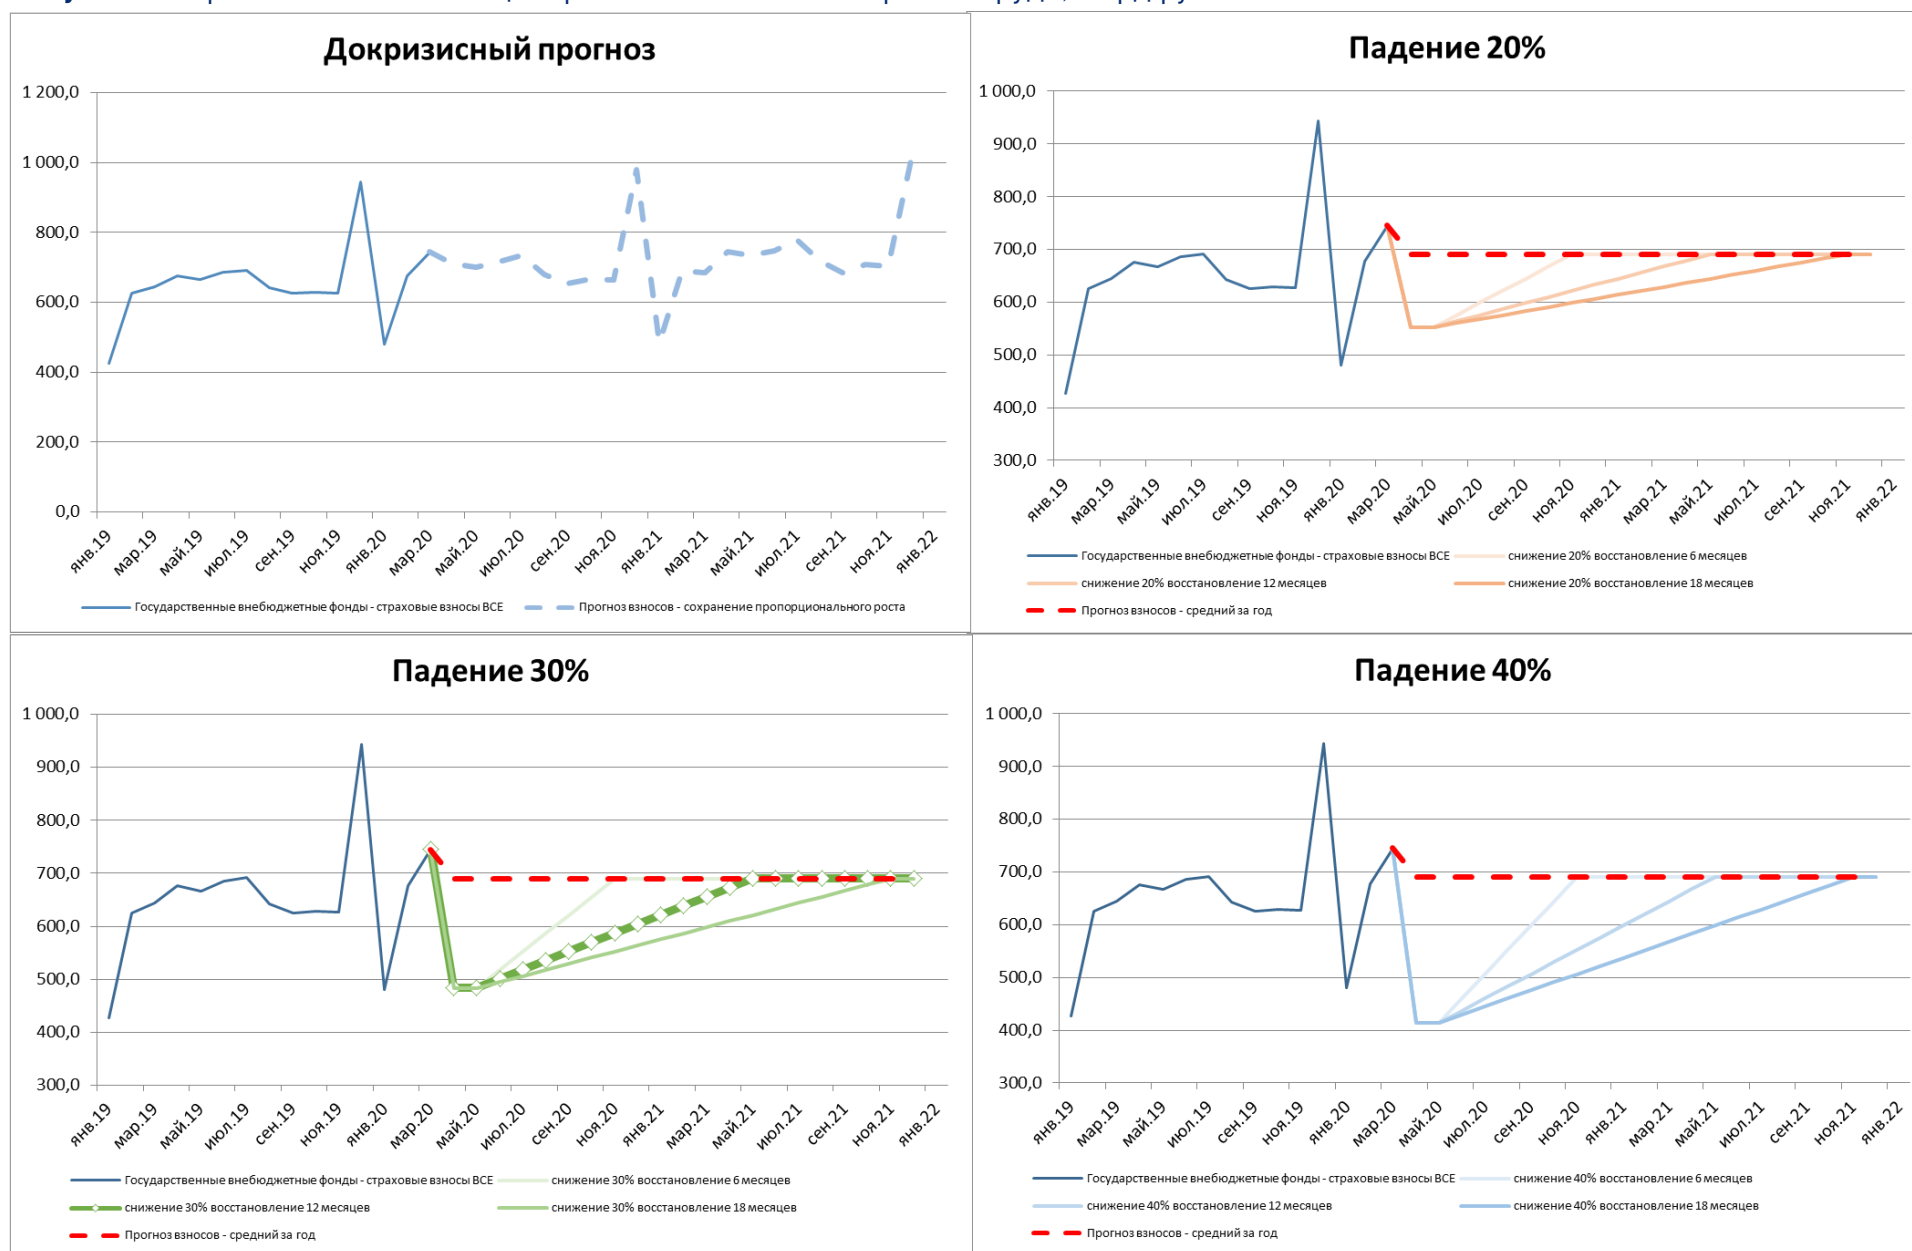 Докризисный прогноз
1 200,0
1 000,0
800,0
600,0
400,0
200,0
0,0
янв.19
мар.19
май.19
июл.19
сен.19
ноя.19
янв.20
мар.20
май.20
июл.20
сен.20
ноя.20
янв.21
мар.21
май.21
июл.21
сен.21
ноя.21
янв.22
Государственные внебюджетные фонды - страховые взносы ВСЕ
Прогноз взносов - сохранение пропорционального роста
Падение 20%
1 000,0
900,0
800,0
700,0
600,0
500,0
400,0
300,0
янв.19
мар.19
май.19
июл.19
сен.19
ноя.19
янв.20
мар.20
май.20
июл.20
сен.20
ноя.20
янв.21
мар.21
май.21
июл.21
сен.21
ноя.21
янв.22
Государственные внебюджетные фонды - страховые взносы ВСЕ
снижение 20% восстановление 6 месяцев
снижение 20% восстановление 12 месяцев
снижение 20% восстановление 18 месяцев
Прогноз взносов - средний за год
Падение 30%
1 000,0
900,0
800,0
700,0
600,0
500,0
400,0
300,0
янв.19
мар.19
май.19
июл.19
сен.19
ноя.19
янв.20
мар.20
май.20
июл.20
сен.20
ноя.20
янв.21
мар.21
май.21
июл.21
сен.21
ноя.21
янв.22
Государственные внебюджетные фонды - страховые взносы ВСЕ
снижение 30% восстановление 6 месяцев
снижение 30% восстановление 12 месяцев
снижение 30% восстановление 18 месяцев
Прогноз взносов - средний за год
Падение 40%
1 000,0
900,0
800,0
700,0
600,0
500,0
400,0
300,0
янв.19
мар.19
май.19
июл.19
сен.19
ноя.19
янв.20
мар.20
май.20
июл.20
сен.20
ноя.20
янв.21
мар.21
май.21
июл.21
сен.21
ноя.21
янв.22
Государственные внебюджетные фонды - страховые взносы ВСЕ
снижение 40% восстановление 6 месяцев
снижение 40% восстановление 12 месяцев
снижение 40% восстановление 18 месяцев
Прогноз взносов - средний за год